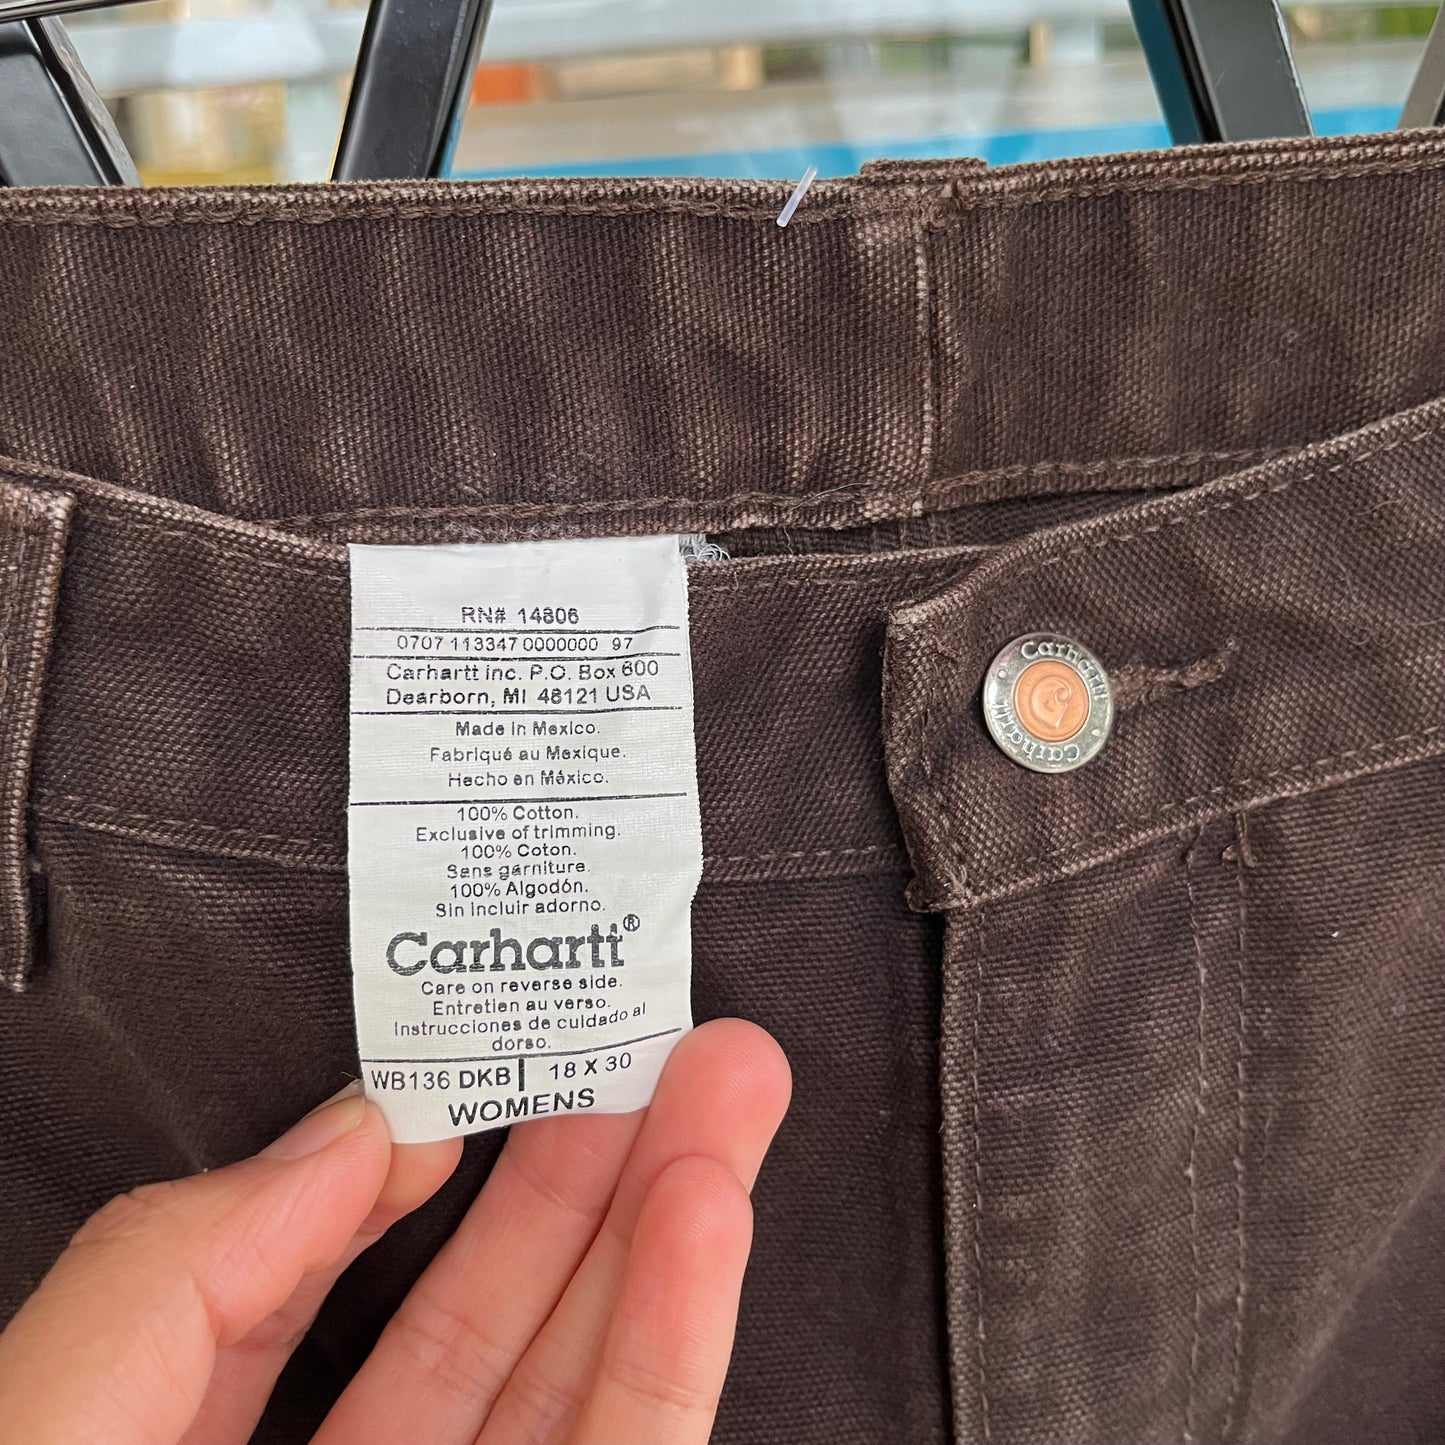 RN# 14806
0707 113347 0000000 97
Carhartt Inc. P.O. Box 600
Dearborn, MI 48121 USA
Made in Mexico.
Fabriqué au Mexique.
Hecho en México.
100% Cotton.
Exclusive of trimming.
100% Coton.
Sans garniture.
100% Algodón.
Sin incluir adorno.
Carhartt®
Care on reverse side.
Entretien au verso.
Instrucciones de cuidado al
dorso.
WB136 DKB | 18 X 30
WOMENS
Carhartt
Carhartt